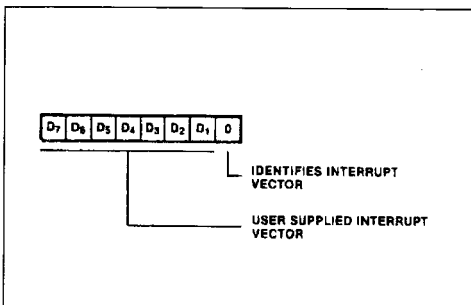 D7 D6 D5 D4 D3 D2 D1 0
IDENTIFIES INTERRUPT
VECTOR
USER SUPPLIED INTERRUPT
VECTOR